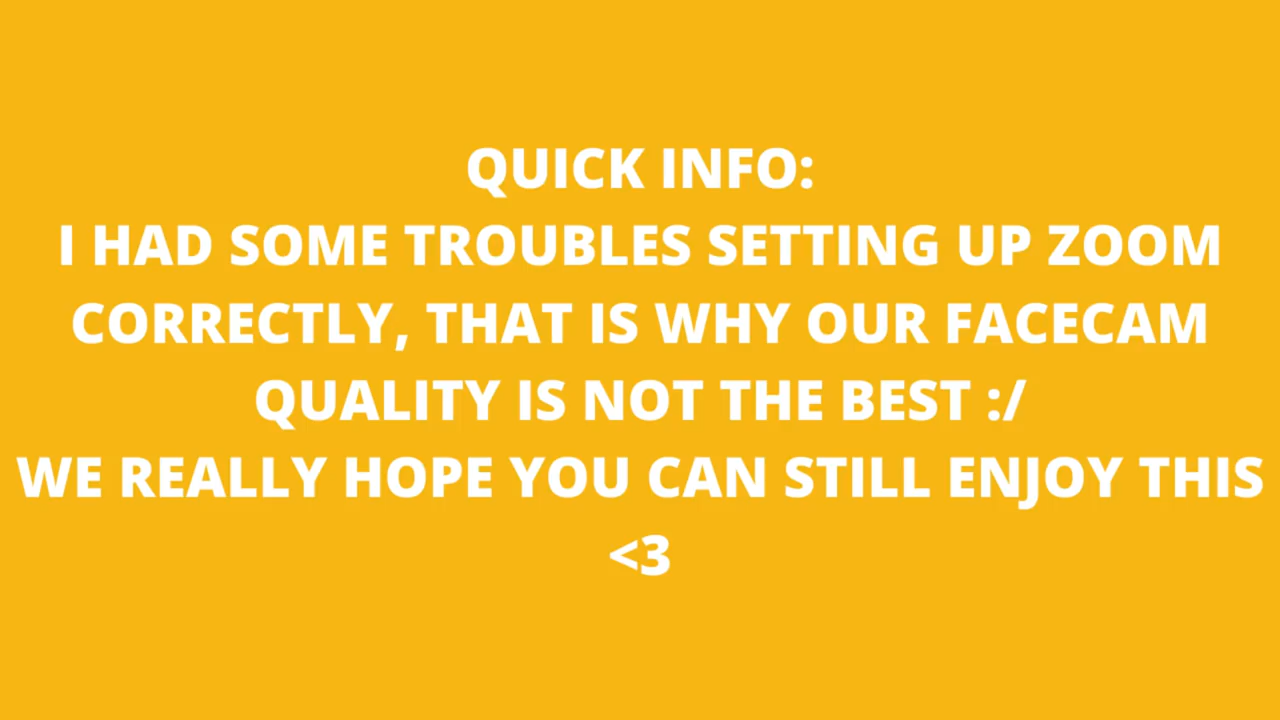 QUICK INFO:
I HAD SOME TROUBLES SETTING UP ZOOM
CORRECTLY, THAT IS WHY OUR FACECAM
QUALITY IS NOT THE BEST :/
WE REALLY HOPE YOU CAN STILL ENJOY THIS
<3